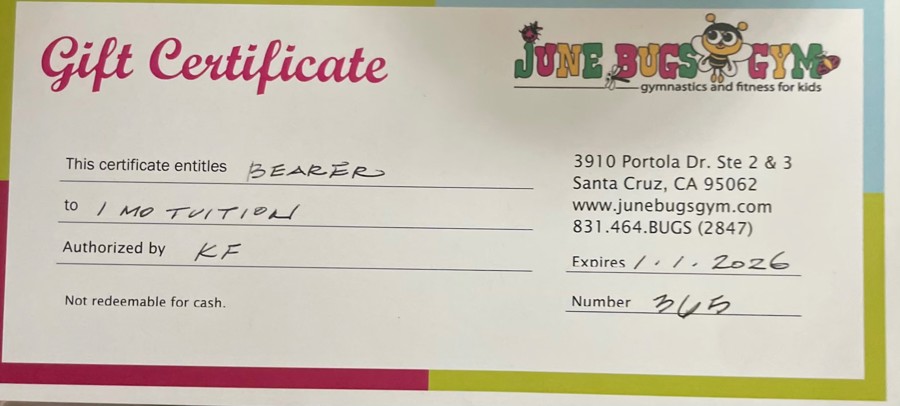 Gift Certificate
JUNE BUGS GYM
gymnastics and fitness for kids
This certificate entitles BEARER
to 1 MO TUITION
Authorized by KF
Not redeemable for cash.
3910 Portola Dr. Ste 2 & 3
Santa Cruz, CA 95062
www.junebugsgym.com
831.464.BUGS (2847)
Expires 1.1.2026
Number 365